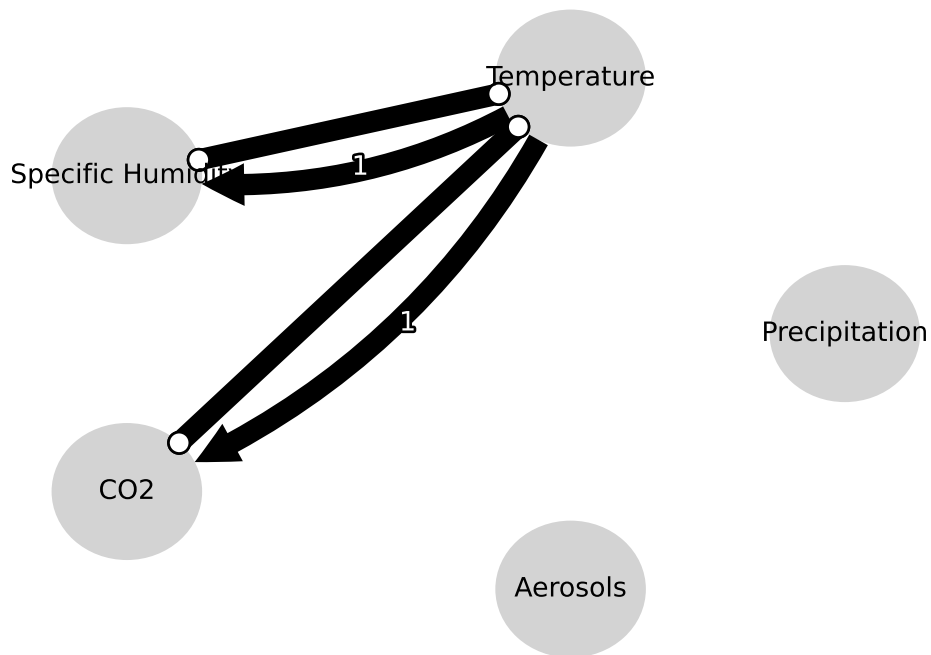 Temperature
1
Specific Humidity
1
Precipitation
CO2
Aerosols